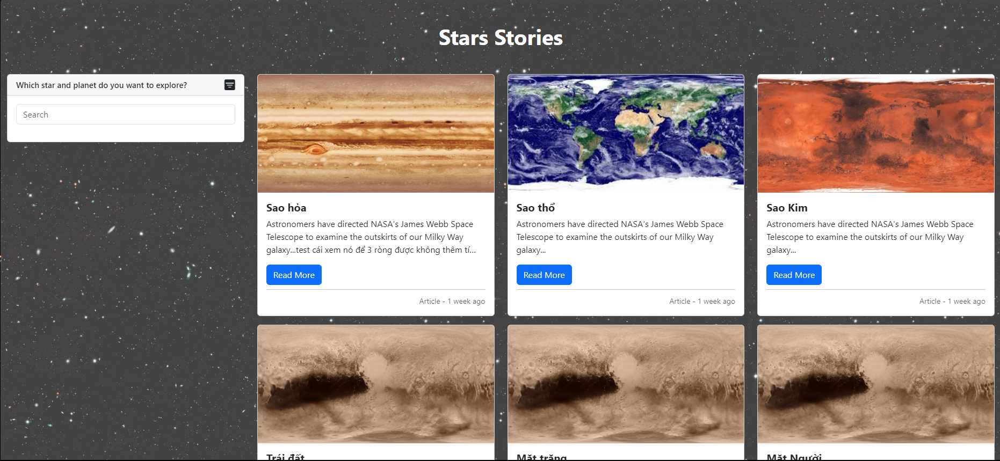 Stars Stories
Which star and planet do you want to explore?
Search
Sao hỏa
Astronomers have directed NASA's James Webb Space
Telescope to examine the outskirts of our Milky Way
galaxy...test cái xem nó để 3 ròng được không thêm tí...
Read More
Article - 1 week ago
Sao thổ
Astronomers have directed NASA's James Webb Space
Telescope to examine the outskirts of our Milky Way
galaxy...
Read More
Article - 1 week ago
Sao Kim
Astronomers have directed NASA's James Webb Space
Telescope to examine the outskirts of our Milky Way
galaxy...
Read More
Article - 1 week ago
Trái đất
Mặt trăng
Mặt Người